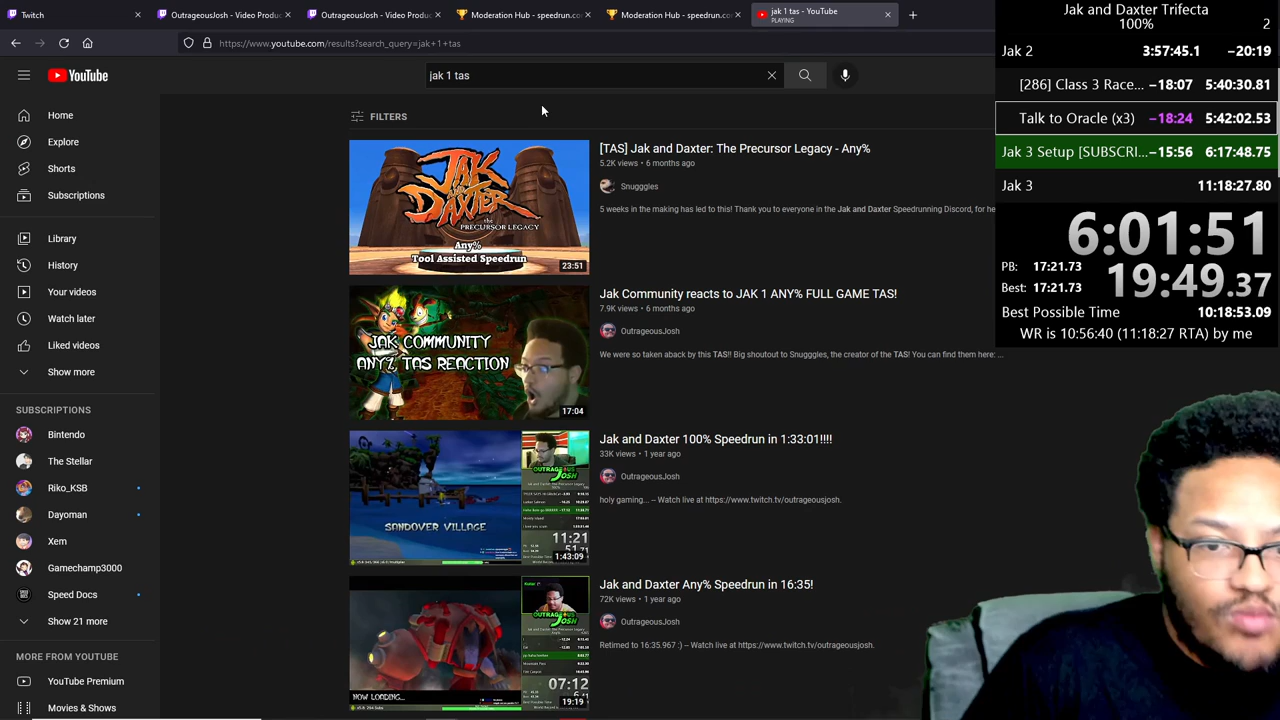 Twitch
OutrageousJosh - Video Produc
OutrageousJosh - Video Produc
Moderation Hub - speedrun.co
Moderation Hub - speedrun.co
jak 1 tas - YouTube
PLAYING
https://www.youtube.com/results?search_query=jak+1+tas
YouTube
jak 1 tas
Home
Explore
Shorts
Subscriptions
Library
History
Your videos
Watch later
Liked videos
Show more
SUBSCRIPTIONS
Bintendo
The Stellar
Riko_KSB
Dayoman
Xem
Gamechamp3000
Speed Docs
Show 21 more
MORE FROM YOUTUBE
YouTube Premium
Movies & Shows
FILTERS
JAK AND DAXTER
the
PRECURSOR LEGACY
Any%
Tool Assisted Speedrun
23:51
[TAS] Jak and Daxter: The Precursor Legacy - Any%
5.2K views • 6 months ago
Snugggles
5 weeks in the making has led to this! Thank you to everyone in the Jak and Daxter Speedrunning Discord, for he
JAK COMMUNITY
ANY% TAS REACTION
17:04
Jak Community reacts to JAK 1 ANY% FULL GAME TAS!
7.9K views • 6 months ago
OutrageousJosh
We were so taken aback by this TAS!! Big shoutout to Snugggles, the creator of the TAS! You can find them here: ...
SANDOVER VILLAGE
OUTRAGEOUS
JOSH
11:21
1:43:09
Jak and Daxter 100% Speedrun in 1:33:01!!!!
33K views • 1 year ago
OutrageousJosh
holy gaming... -- Watch live at https://www.twitch.tv/outrageousjosh.
NOW LOADING...
OUTRAGEOUS
JOSH
07:12
19:19
Jak and Daxter Any% Speedrun in 16:35!
72K views • 1 year ago
OutrageousJosh
Retimed to 16:35.967 :) -- Watch live at https://www.twitch.tv/outrageousjosh.
Jak and Daxter Trifecta
100% 2
Jak 2 3:57:45.1 −20:19
[286] Class 3 Race... −18:07 5:40:30.81
Talk to Oracle (x3) −18:24 5:42:02.53
Jak 3 Setup [SUBSCRI... −15:56 6:17:48.75
Jak 3 11:18:27.80
6:01:51
PB: 17:21.73
Best: 17:21.73
19:49.37
Best Possible Time 10:18:53.09
WR is 10:56:40 (11:18:27 RTA) by me